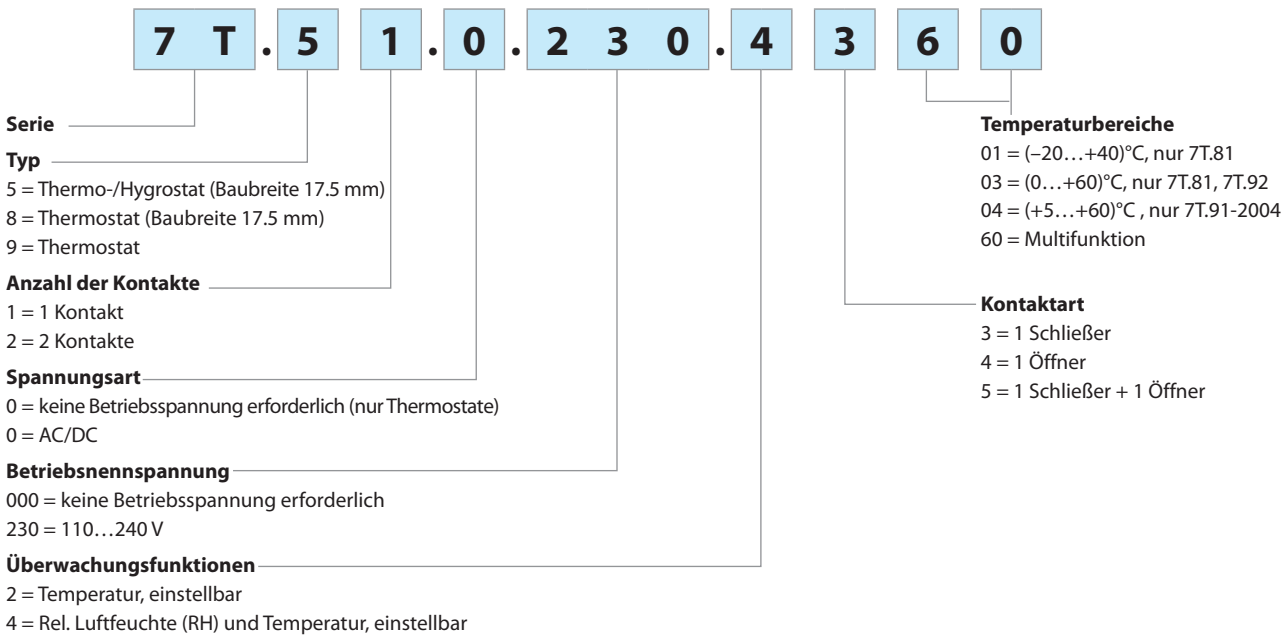 7 T . 5 1 . 0 . 2 3 0 . 4 3 6 0
Serie
Typ
5 = Thermo-/Hygrostat (Baubreite 17.5 mm)
8 = Thermostat (Baubreite 17.5 mm)
9 = Thermostat
Anzahl der Kontakte
1 = 1 Kontakt
2 = 2 Kontakte
Spannungsart
0 = keine Betriebsspannung erforderlich (nur Thermostate)
0 = AC/DC
Betriebsnennspannung
000 = keine Betriebsspannung erforderlich
230 = 110…240 V
Überwachungsfunktionen
2 = Temperatur, einstellbar
4 = Rel. Luftfeuchte (RH) und Temperatur, einstellbar
Temperaturbereiche
01 = (–20…+40)°C, nur 7T.81
03 = (0…+60)°C, nur 7T.81, 7T.92
04 = (+5…+60)°C , nur 7T.91-2004
60 = Multifunktion
Kontaktart
3 = 1 Schließer
4 = 1 Öffner
5 = 1 Schließer + 1 Öffner